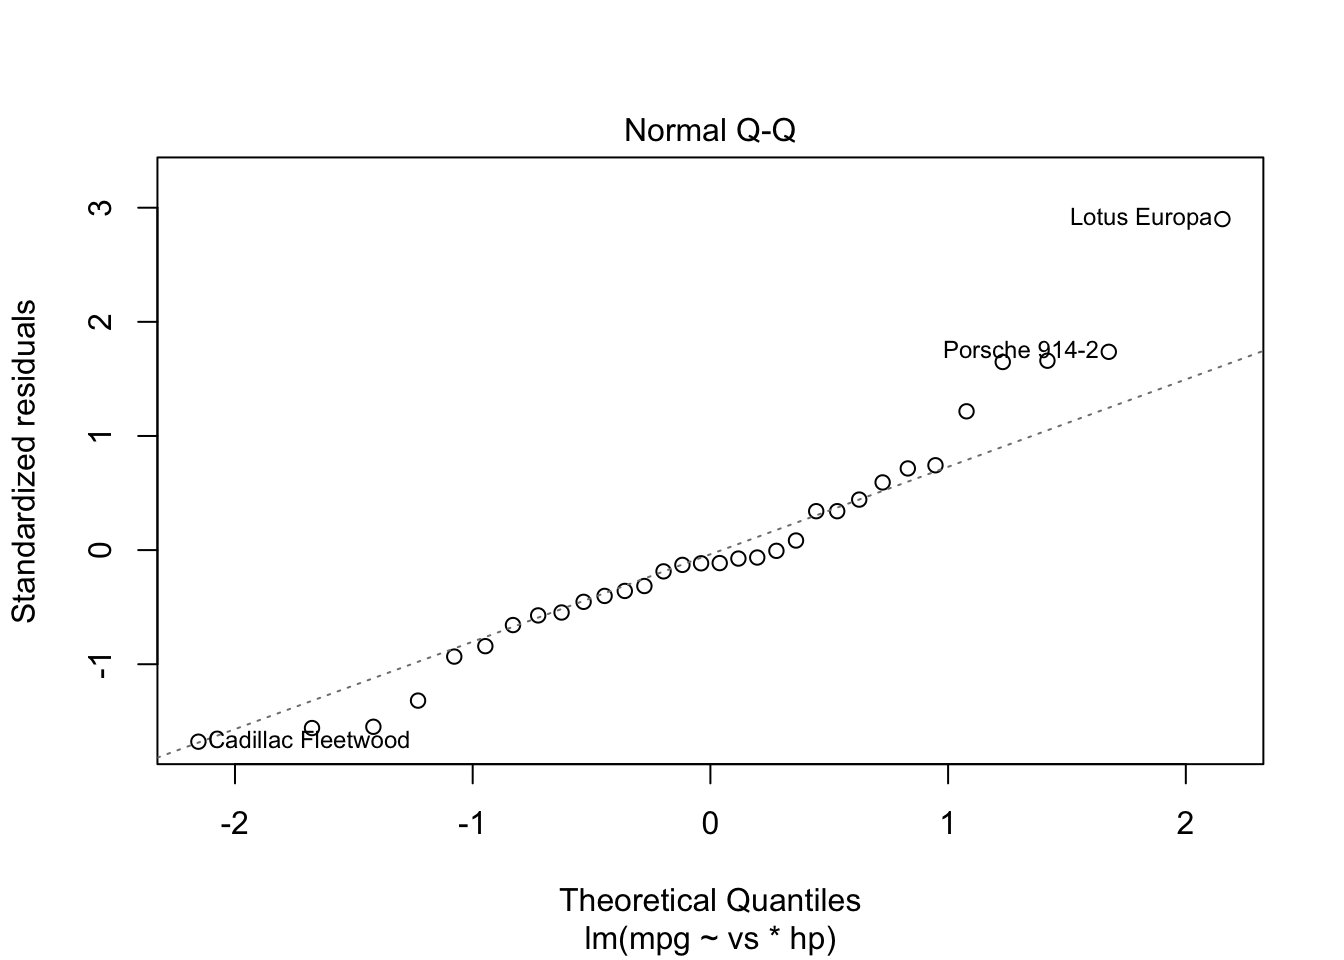 Normal Q-Q
Standardized residuals
3
2
1
0
-1
Lotus Europa
Porsche 914-2
Cadillac Fleetwood
-2
-1
0
1
2
Theoretical Quantiles
lm(mpg ~ vs * hp)